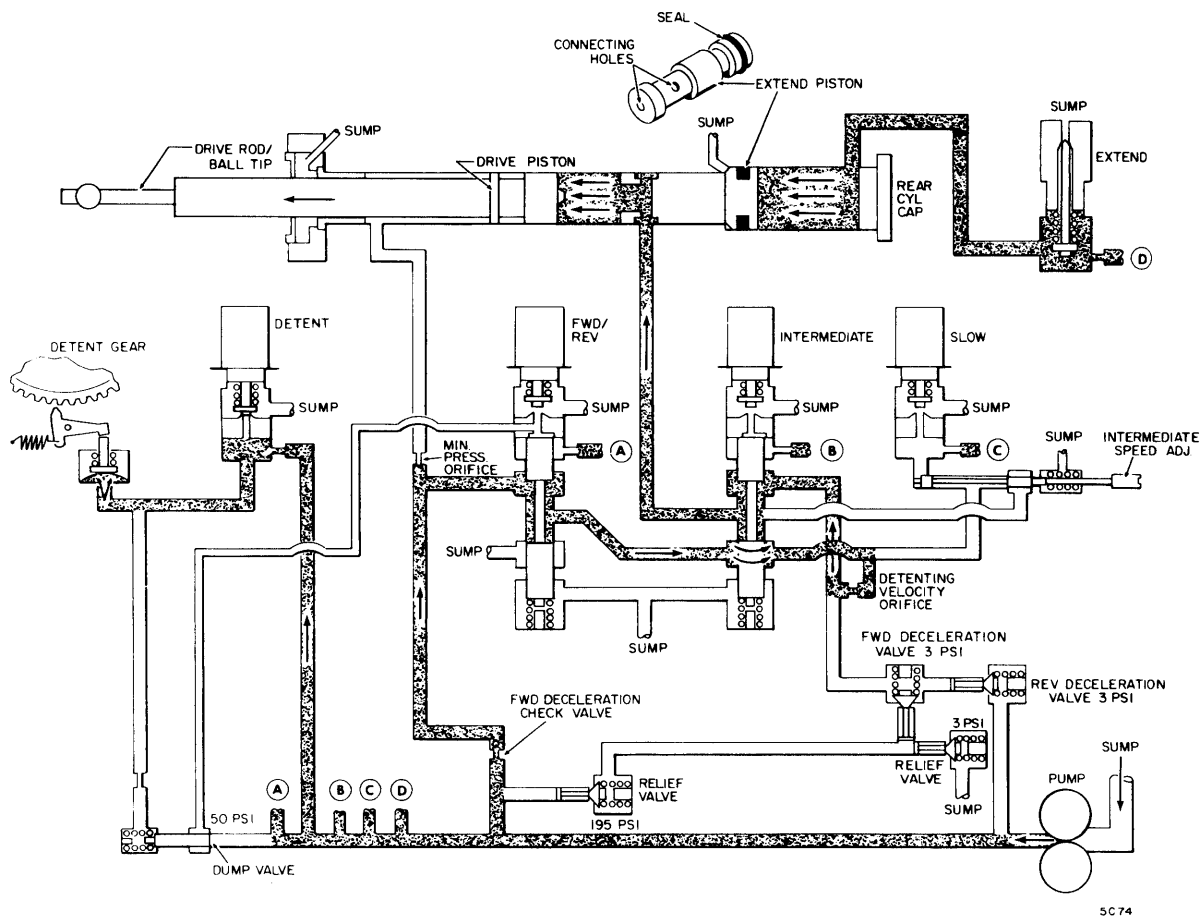 SEAL
CONNECTING
HOLES
EXTEND PISTON
SUMP
SUMP
SUMP
EXTEND
DRIVE ROD/
BALL TIP
DRIVE PISTON
REAR
CYL
CAP
D
DETENT
FWD/
REV
INTERMEDIATE
SLOW
DETENT GEAR
SUMP
SUMP
SUMP
SUMP
A
B
C
SUMP
INTERMEDIATE
SPEED ADJ.
MIN.
PRESS.
ORIFICE
SUMP
DETENTING
VELOCITY
ORIFICE
SUMP
FWD DECELERATION
VALVE 3 PSI
REV DECELERATION
VALVE 3 PSI
FWD DECELERATION
CHECK VALVE
3 PSI
RELIEF
VALVE
SUMP
PUMP
SUMP
A
B
C
D
RELIEF
VALVE
195 PSI
50 PSI
DUMP VALVE
5C74